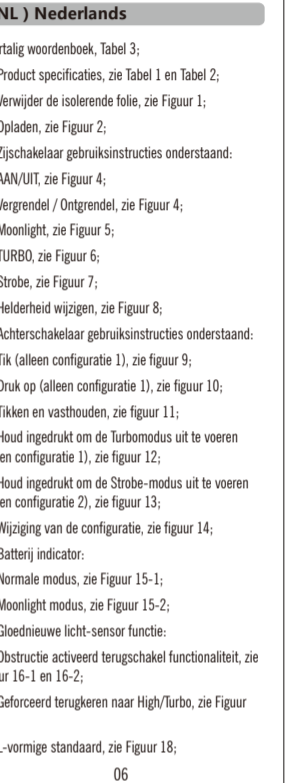 NL ) Nederlands
rtalig woordenboek, Tabel 3;
Product specificaties, zie Tabel 1 en Tabel 2;
Verwijder de isolerende folie, zie Figuur 1;
Opladen, zie Figuur 2;
Zijschakelaar gebruiksinstructies onderstaand:
AAN/UIT, zie Figuur 4;
Vergrendel / Ontgrendel, zie Figuur 4;
Moonlight, zie Figuur 5;
TURBO, zie Figuur 6;
Strobe, zie Figuur 7;
Helderheid wijzigen, zie Figuur 8;
Achterschakelaar gebruiksinstructies onderstaand:
Tik (alleen configuratie 1), zie figuur 9;
Druk op (alleen configuratie 1), zie figuur 10;
Tikken en vasthouden, zie figuur 11;
Houd ingedrukt om de Turbomodus uit te voeren
en configuratie 1), zie figuur 12;
Houd ingedrukt om de Strobe-modus uit te voeren
en configuratie 2), zie figuur 13;
Wijziging van de configuratie, zie figuur 14;
Batterij indicator:
Normale modus, zie Figuur 15-1;
Moonlight modus, zie Figuur 15-2;
Gloednieuwe licht-sensor functie:
Obstructie activeerd terugschakel functionaliteit, zie
ur 16-1 en 16-2;
Geforceerd terugkeren naar High/Turbo, zie Figuur
L-vormige standaard, zie Figuur 18;
06